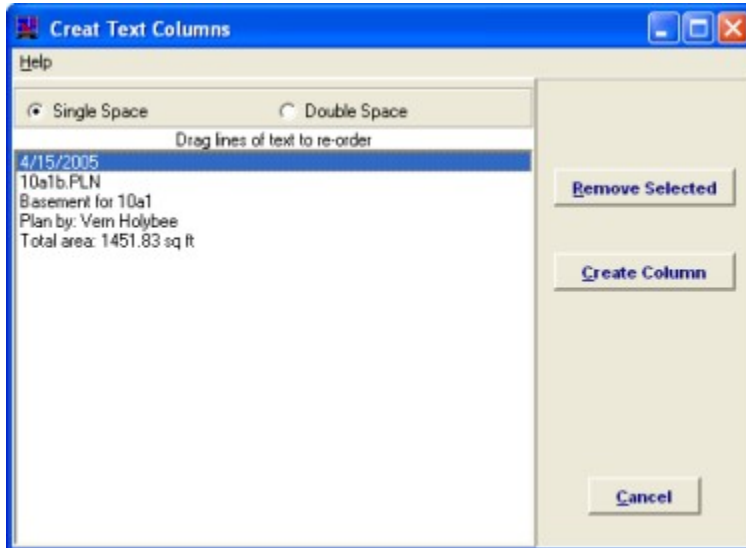 Creat Text Columns
Help
Single Space Double Space
Drag lines of text to re-order
4/15/2005
10a1b.PLN
Basement for 10a1
Plan by: Vern Holybee
Total area: 1451.83 sq ft
Remove Selected
Create Column
Cancel